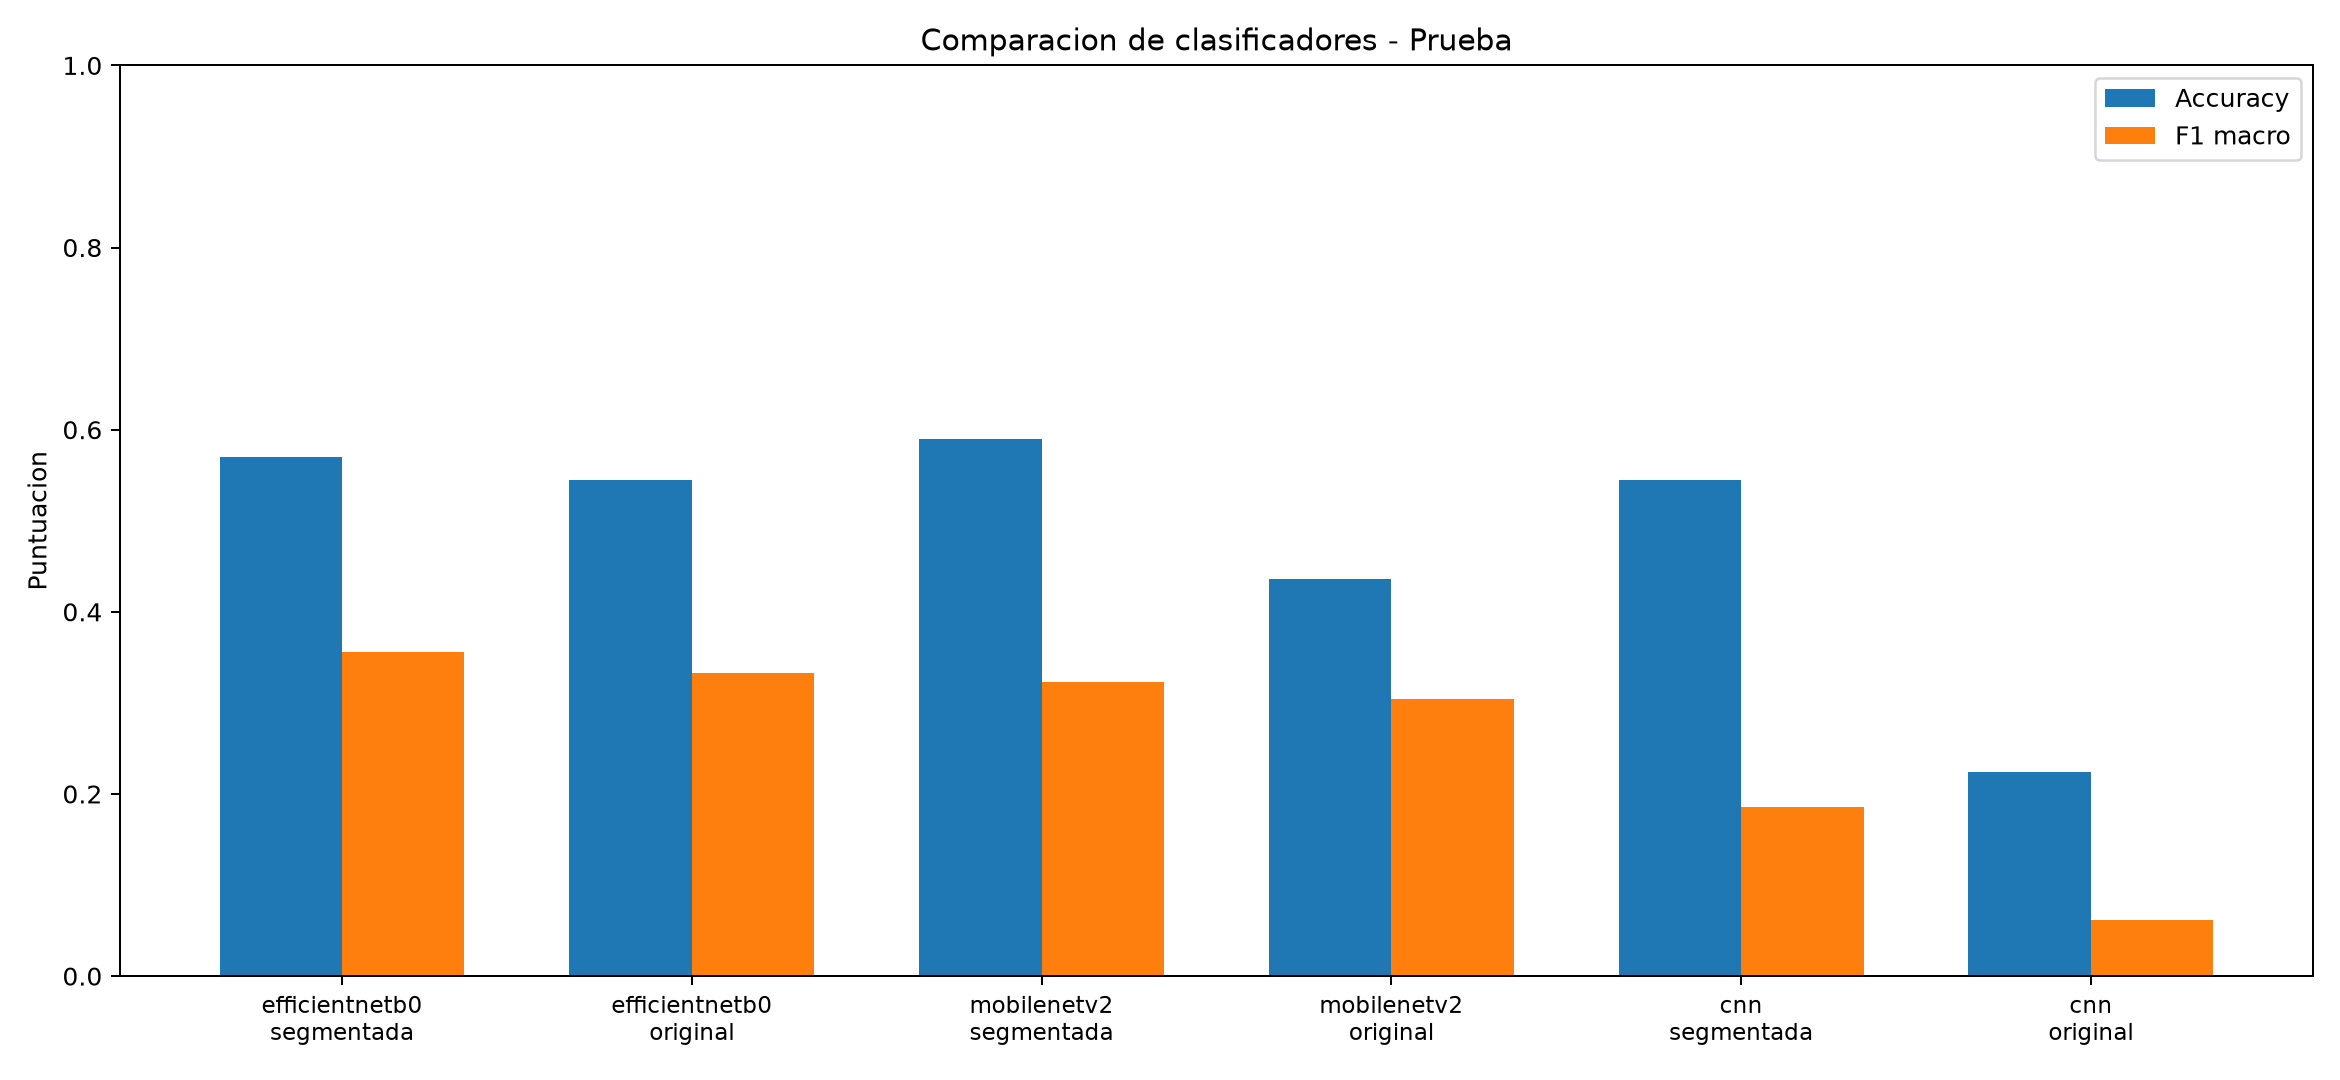 Comparacion de clasificadores - Prueba
Accuracy
F1 macro
Puntuacion
1.0
0.8
0.6
0.4
0.2
0.0
efficientnetb0
segmentada
efficientnetb0
original
mobilenetv2
segmentada
mobilenetv2
original
cnn
segmentada
cnn
original